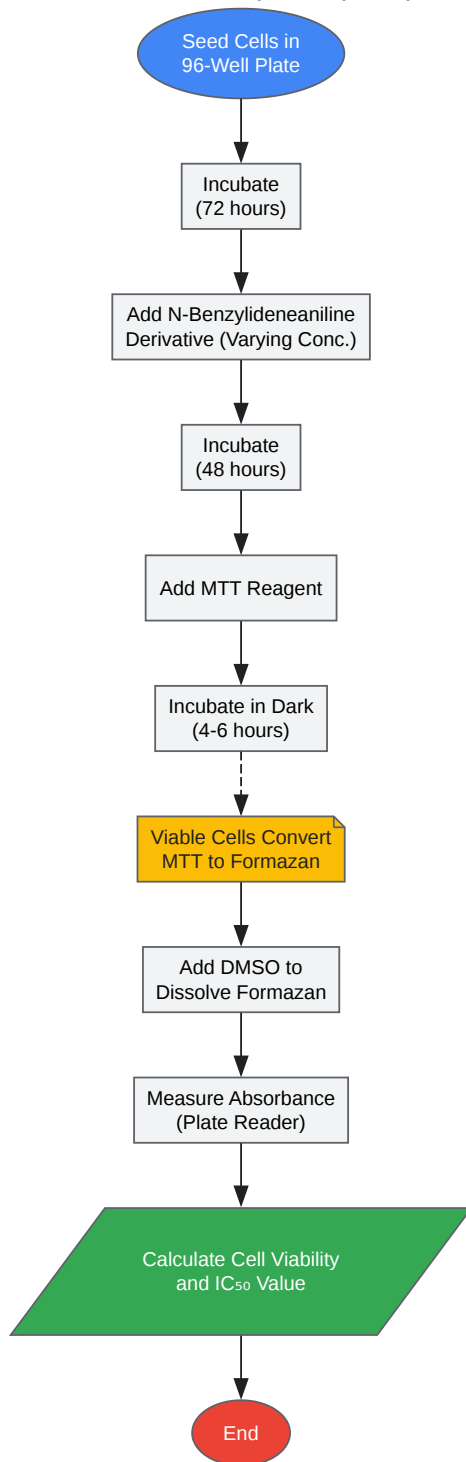 Seed Cells in
96-Well Plate
Incubate
(72 hours)
Add N-Benzylideneaniline
Derivative (Varying Conc.)
Incubate
(48 hours)
Add MTT Reagent
Incubate in Dark
(4-6 hours)
Viable Cells Convert
MTT to Formazan
Add DMSO to
Dissolve Formazan
Measure Absorbance
(Plate Reader)
Calculate Cell Viability
and IC₅₀ Value
End